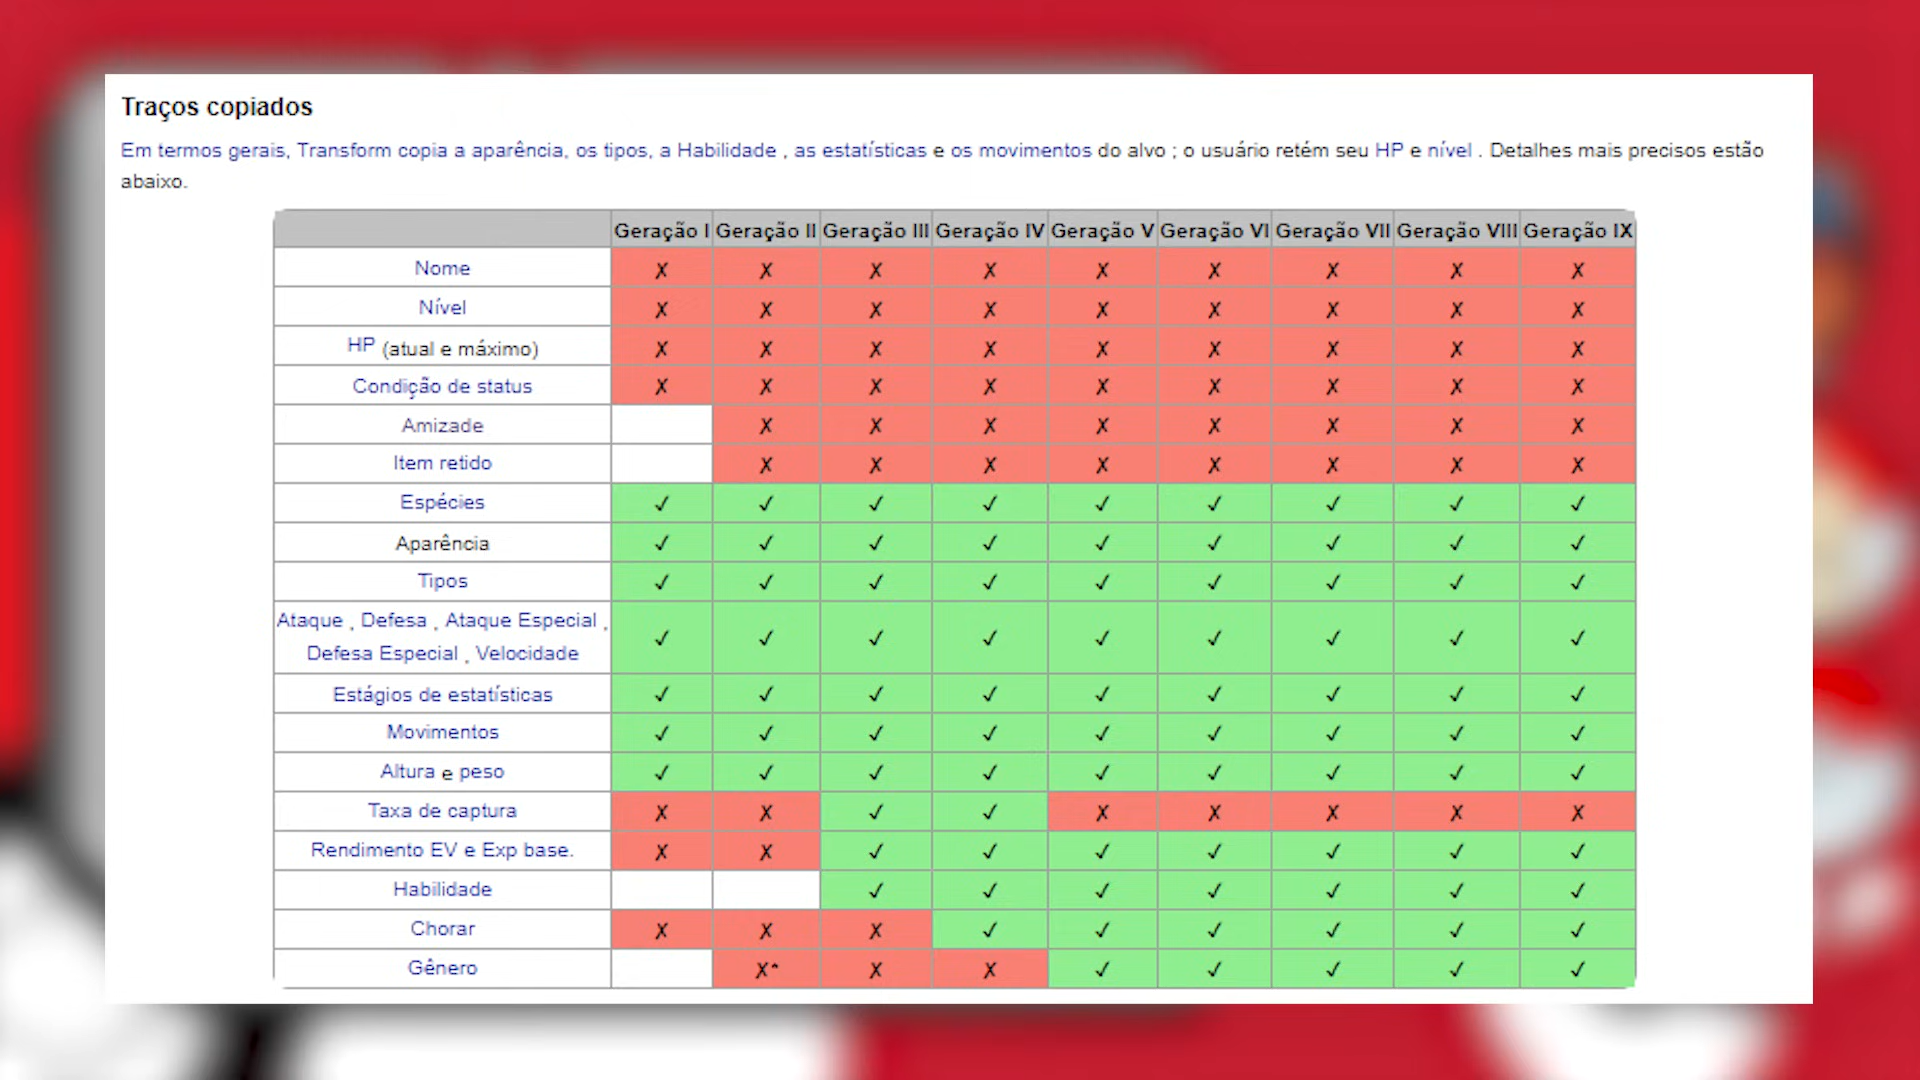 Traços copiados
Em termos gerais, Transform copia a aparência, os tipos, a Habilidade , as estatísticas e os movimentos do alvo ; o usuário retém seu HP e nível . Detalhes mais precisos estão
abaixo.
Geração I Geração II Geração III Geração IV Geração V Geração VI Geração VII Geração VIII Geração IX
Nome ✗ ✗ ✗ ✗ ✗ ✗ ✗ ✗ ✗
Nível ✗ ✗ ✗ ✗ ✗ ✗ ✗ ✗ ✗
HP (atual e máximo) ✗ ✗ ✗ ✗ ✗ ✗ ✗ ✗ ✗
Condição de status ✗ ✗ ✗ ✗ ✗ ✗ ✗ ✗ ✗
Amizade ✗ ✗ ✗ ✗ ✗ ✗ ✗ ✗
Item retido ✗ ✗ ✗ ✗ ✗ ✗ ✗ ✗
Espécies ✓ ✓ ✓ ✓ ✓ ✓ ✓ ✓ ✓
Aparência ✓ ✓ ✓ ✓ ✓ ✓ ✓ ✓ ✓
Tipos ✓ ✓ ✓ ✓ ✓ ✓ ✓ ✓ ✓
Ataque , Defesa , Ataque Especial ,
Defesa Especial , Velocidade ✓ ✓ ✓ ✓ ✓ ✓ ✓ ✓ ✓
Estágios de estatísticas ✓ ✓ ✓ ✓ ✓ ✓ ✓ ✓ ✓
Movimentos ✓ ✓ ✓ ✓ ✓ ✓ ✓ ✓ ✓
Altura e peso ✓ ✓ ✓ ✓ ✓ ✓ ✓ ✓ ✓
Taxa de captura ✗ ✗ ✓ ✓ ✗ ✗ ✗ ✗ ✗
Rendimento EV e Exp base. ✗ ✗ ✓ ✓ ✓ ✓ ✓ ✓ ✓
Habilidade ✓ ✓ ✓ ✓ ✓ ✓ ✓
Chorar ✗ ✗ ✗ ✓ ✓ ✓ ✓ ✓ ✓
Gênero ✗* ✗ ✗ ✓ ✓ ✓ ✓ ✓